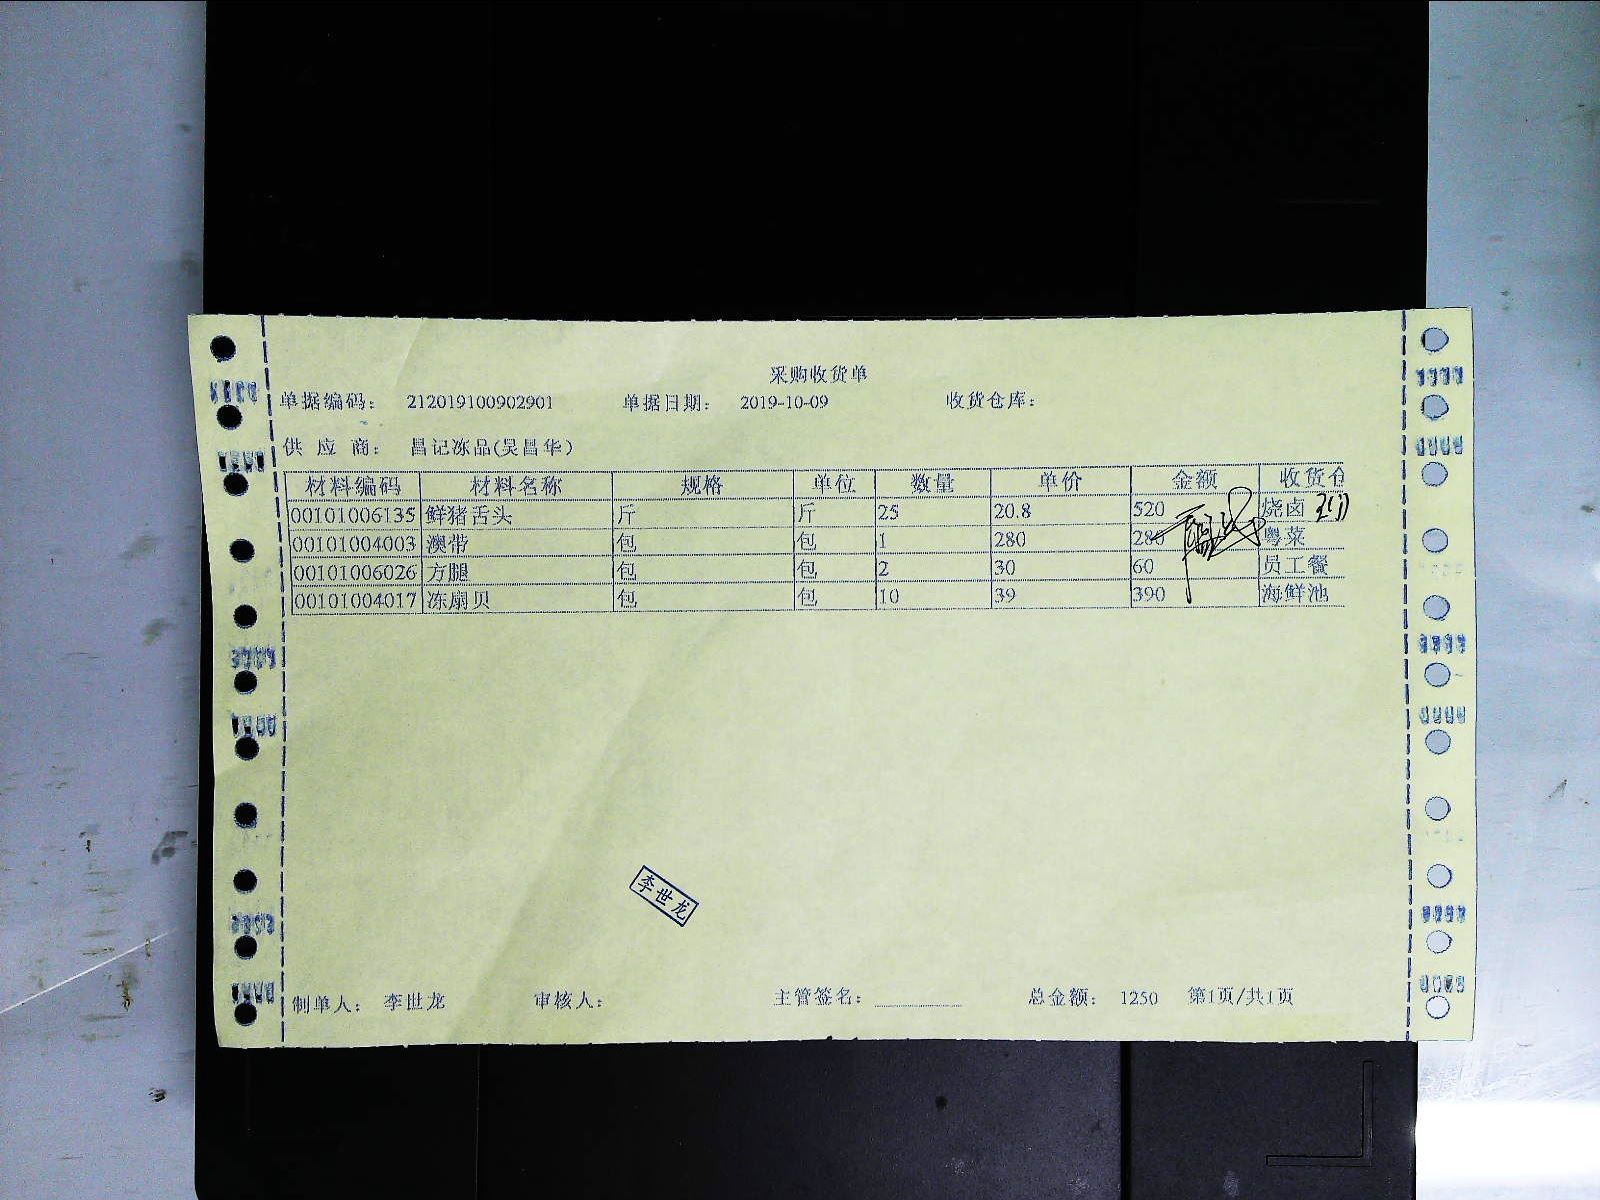 采购收货单
单据编码： 212019100902901 单据日期： 2019-10-09 收货仓库：
供 应 商： 昌记冻品(吴昌华)
材料编码 材料名称 规格 单位 数量 单价 金额 收货仓
00101006135 鲜猪舌头 斤 斤 25 20.8 520 烧卤
00101004003 澳带 包 包 1 280 280 粤菜
00101006026 方腿 包 包 2 30 60 员工餐
00101004017 冻扇贝 包 包 10 39 390 海鲜池
李世龙
制单人： 李世龙 审核人： 主管签名： 总金额： 1250 第1页/共1页